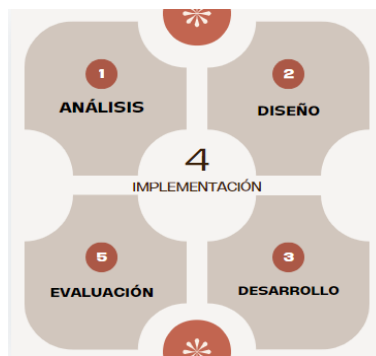 1
ANÁLISIS
2
DISEÑO
4
IMPLEMENTACIÓN
5
EVALUACIÓN
3
DESARROLLO